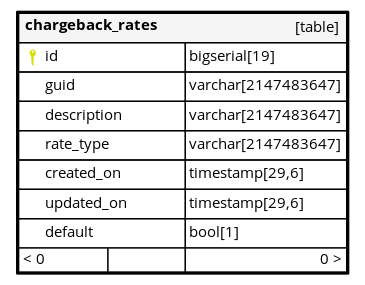 chargeback_rates [table]
id bigserial[19]
guid varchar[2147483647]
description varchar[2147483647]
rate_type varchar[2147483647]
created_on timestamp[29,6]
updated_on timestamp[29,6]
default bool[1]
< 0 0 >